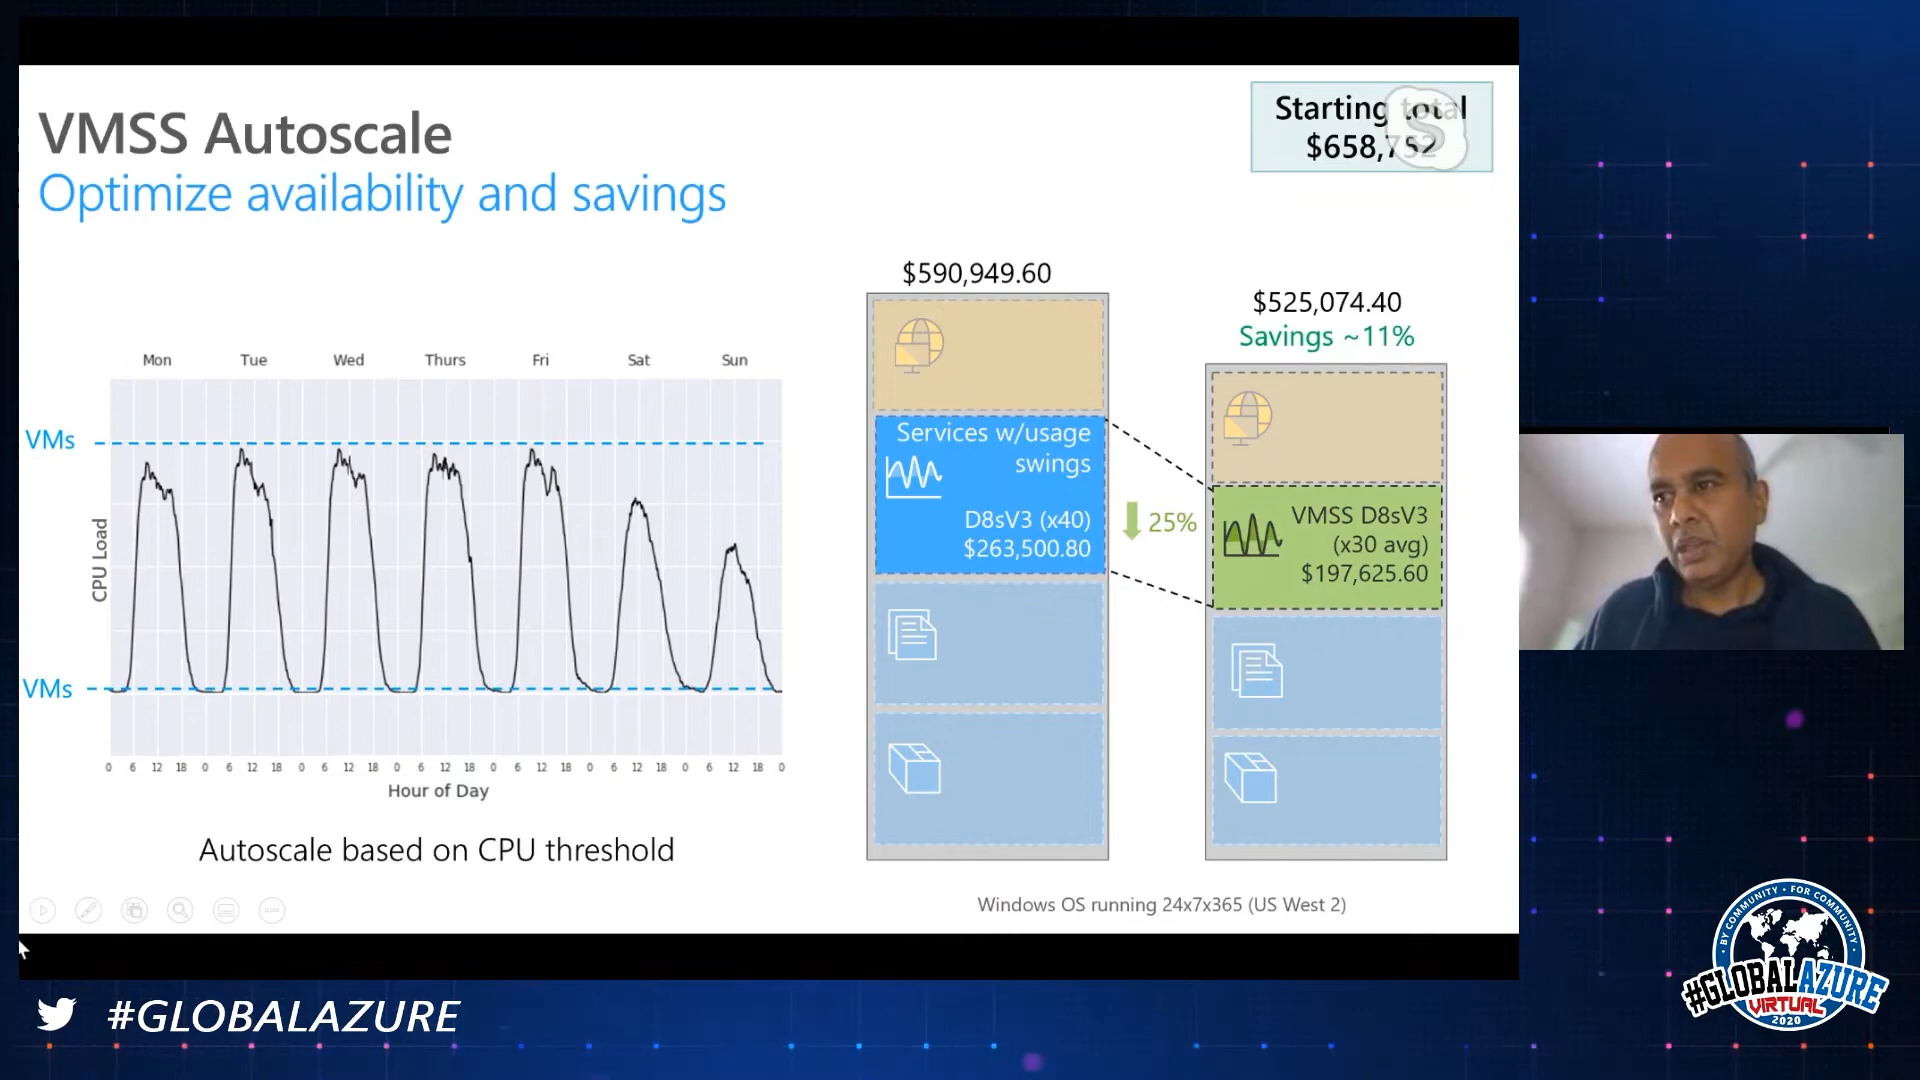 VMSS Autoscale
Optimize availability and savings
Starting total
$658,752
Mon Tue Wed Thurs Fri Sat Sun
VMs
VMs
CPU Load
0 6 12 18 0 6 12 18 0 6 12 18 0 6 12 18 0 6 12 18 0 6 12 18 0 6 12 18 0
Hour of Day
Autoscale based on CPU threshold
$590,949.60
Services w/usage
swings
D8sV3 (x40)
$263,500.80
25%
$525,074.40
Savings ~11%
VMSS D8sV3
(x30 avg)
$197,625.60
Windows OS running 24x7x365 (US West 2)
#GLOBALAZURE
BY COMMUNITY • FOR COMMUNITY
#GLOBALAZURE
VIRTUAL
2020